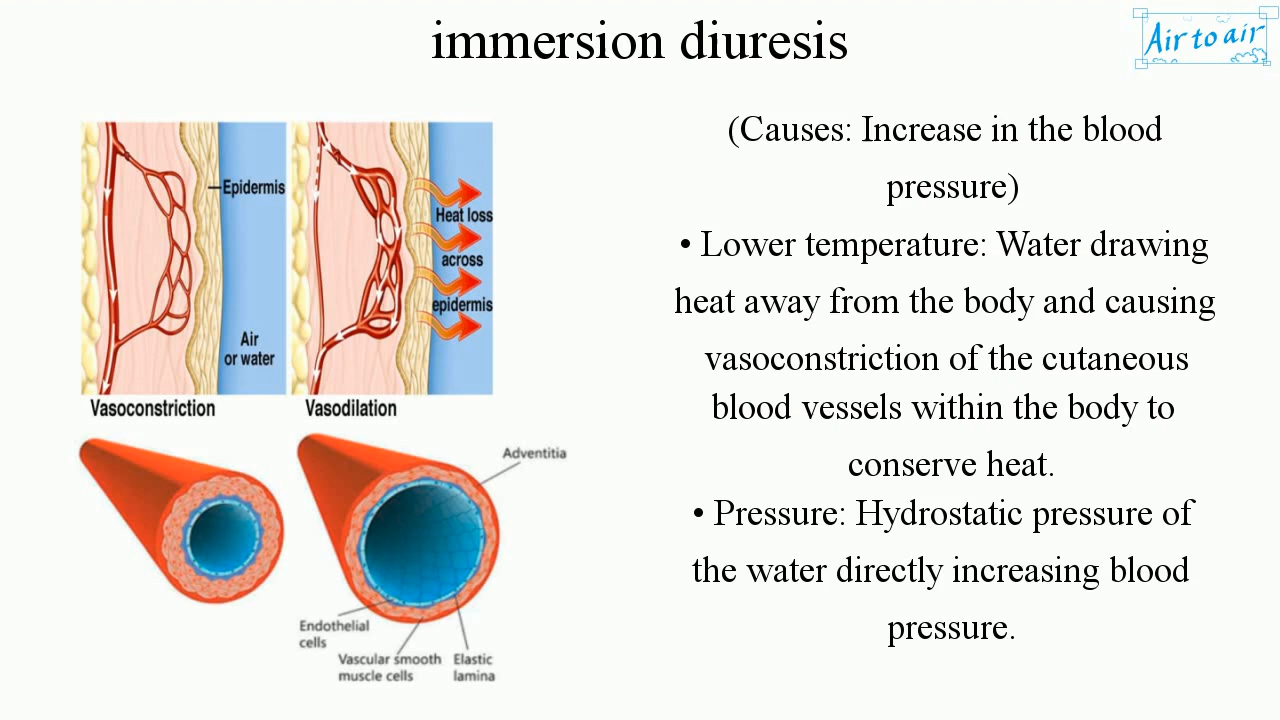 immersion diuresis
Air to air
Epidermis
Air
or water
Heat loss
across
epidermis
Vasoconstriction
Vasodilation
Adventitia
Endothelial
cells
Vascular smooth
muscle cells
Elastic
lamina
(Causes: Increase in the blood
pressure)
• Lower temperature: Water drawing
heat away from the body and causing
vasoconstriction of the cutaneous
blood vessels within the body to
conserve heat.
• Pressure: Hydrostatic pressure of
the water directly increasing blood
pressure.